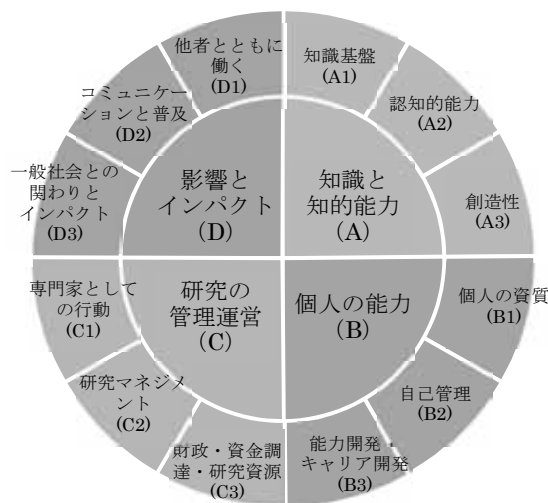 他者とともに
働く
(D1)
知識基盤
(A1)
コミュニケー
ションと普及
(D2)
認知的能力
(A2)
一般社会との
関わりと
インパクト
(D3)
創造性
(A3)
影響と
インパクト
(D)
知識と
知的能力
(A)
専門家として
の行動
(C1)
研究の
管理運営
(C)
個人の能力
(B)
個人の資質
(B1)
研究マネジメ
ント
(C2)
自己管理
(B2)
財政・資金調
達・研究資源
(C3)
能力開発・
キャリア開発
(B3)